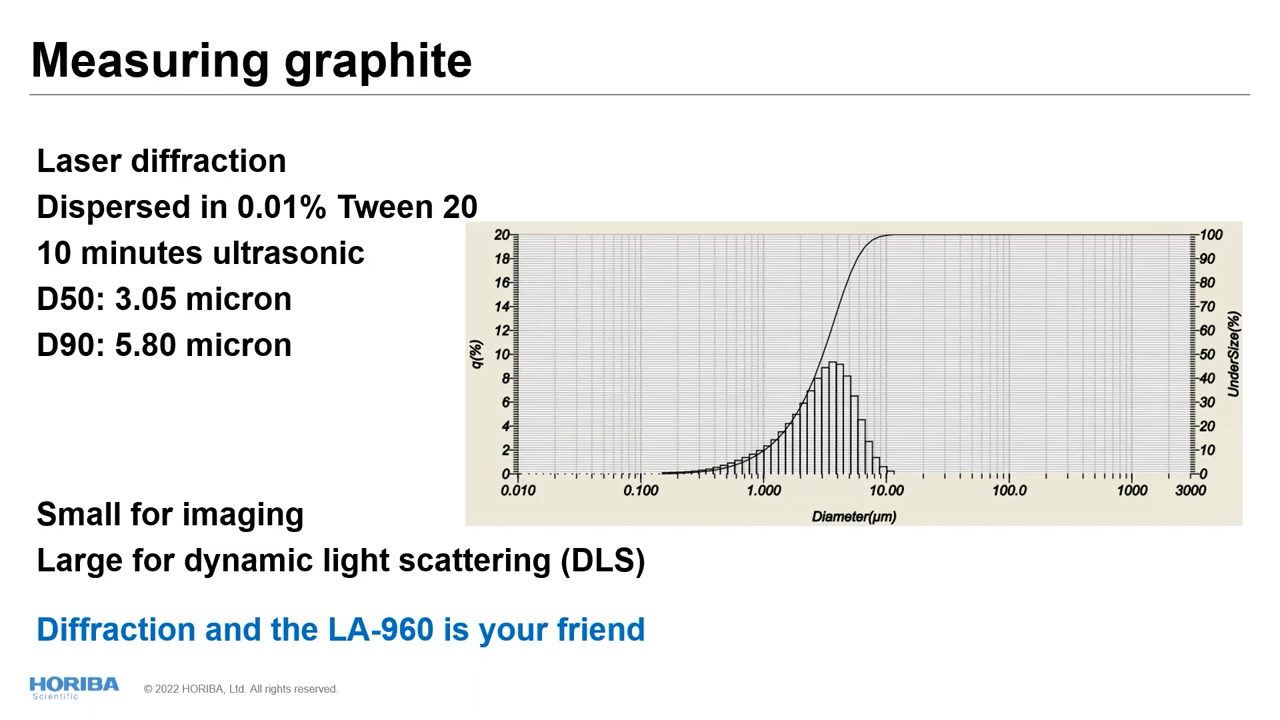 Measuring graphite
Laser diffraction
Dispersed in 0.01% Tween 20
10 minutes ultrasonic
D50: 3.05 micron
D90: 5.80 micron
20
18
16
14
12
10
8
6
4
2
0
q(%)
100
90
80
70
60
50
40
30
20
10
0
UnderSize(%)
0.010 0.100 1.000 10.00 100.0 1000 3000
Diameter(µm)
Small for imaging
Large for dynamic light scattering (DLS)
Diffraction and the LA-960 is your friend
HORIBA
Scientific
© 2022 HORIBA, Ltd. All rights reserved.